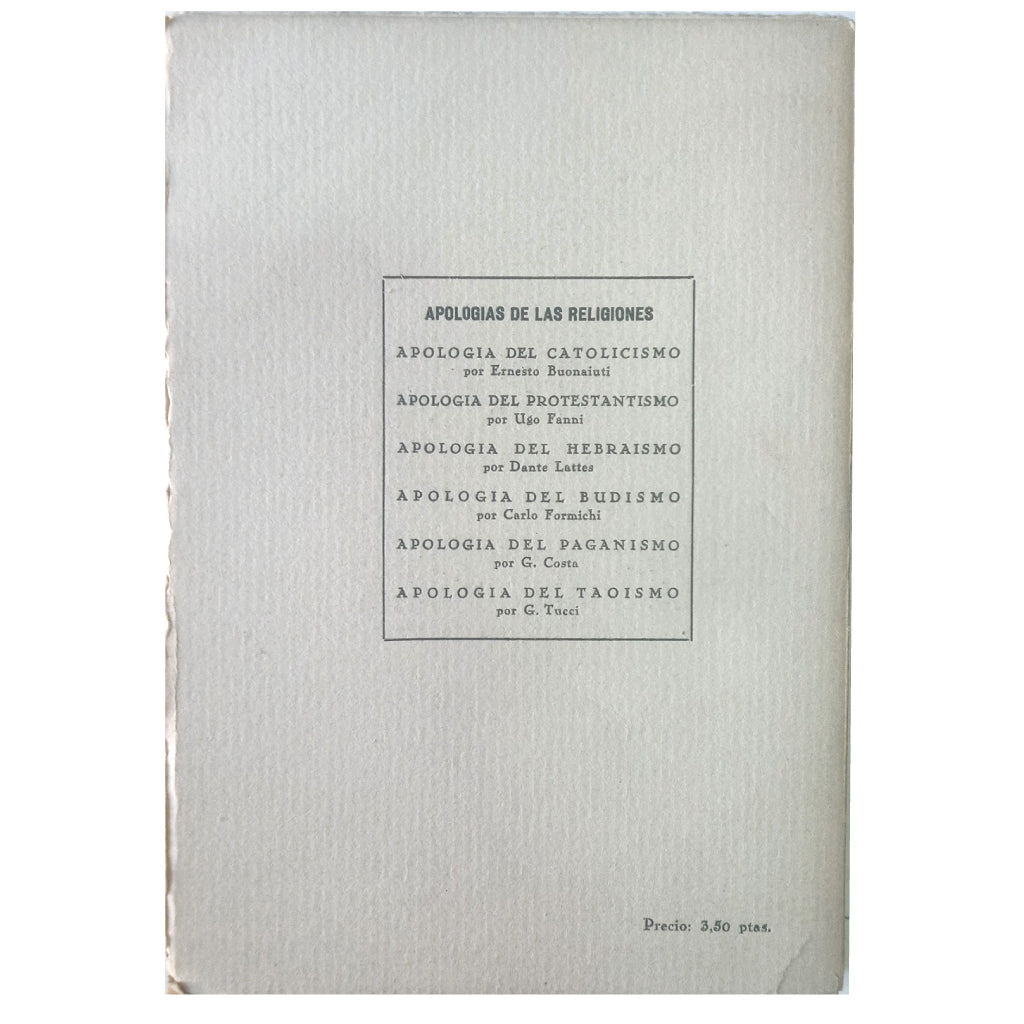 APOLOGIAS DE LAS RELIGIONES
APOLOGIA DEL CATOLICISMO
por Ernesto Buonaiuti
APOLOGIA DEL PROTESTANTISMO
por Ugo Fanni
APOLOGIA DEL HEBRAISMO
por Dante Lattes
APOLOGIA DEL BUDISMO
por Carlo Formichi
APOLOGIA DEL PAGANISMO
por G. Costa
APOLOGIA DEL TAOISMO
por G. Tucci
Precio: 3,50 ptas.